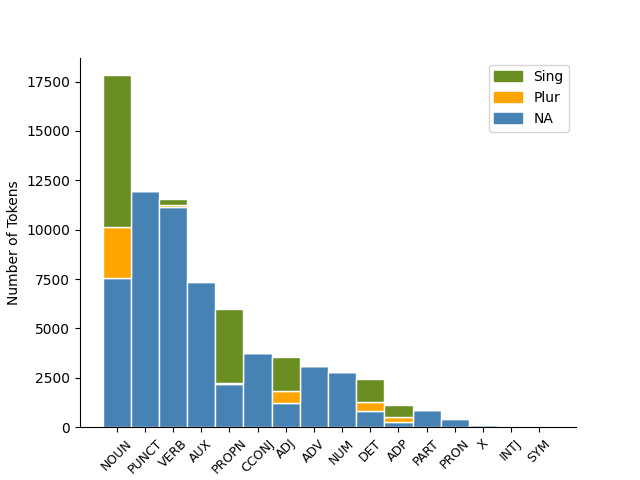 Sing
Plur
NA
Number of Tokens
17500
15000
12500
10000
7500
5000
2500
0
NOUN
PUNCT
VERB
AUX
PROPN
CCONJ
ADJ
ADV
NUM
DET
ADP
PART
PRON
X
INTJ
SYM